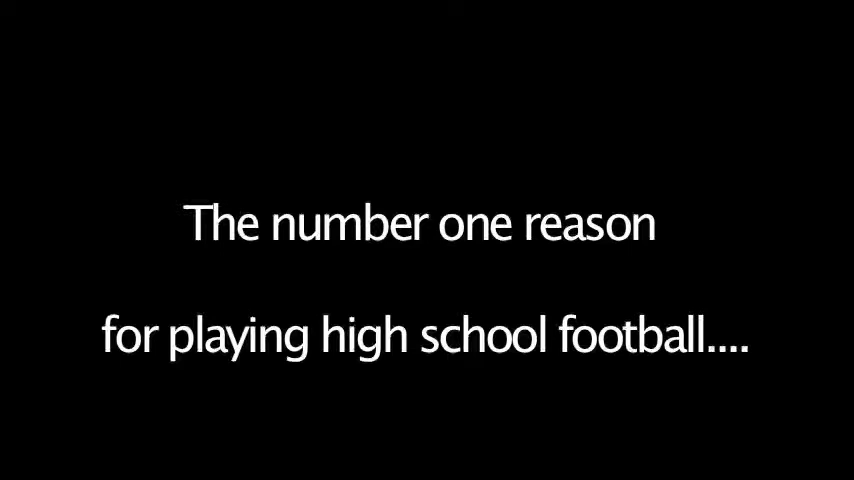 The number one reason
for playing high school football....